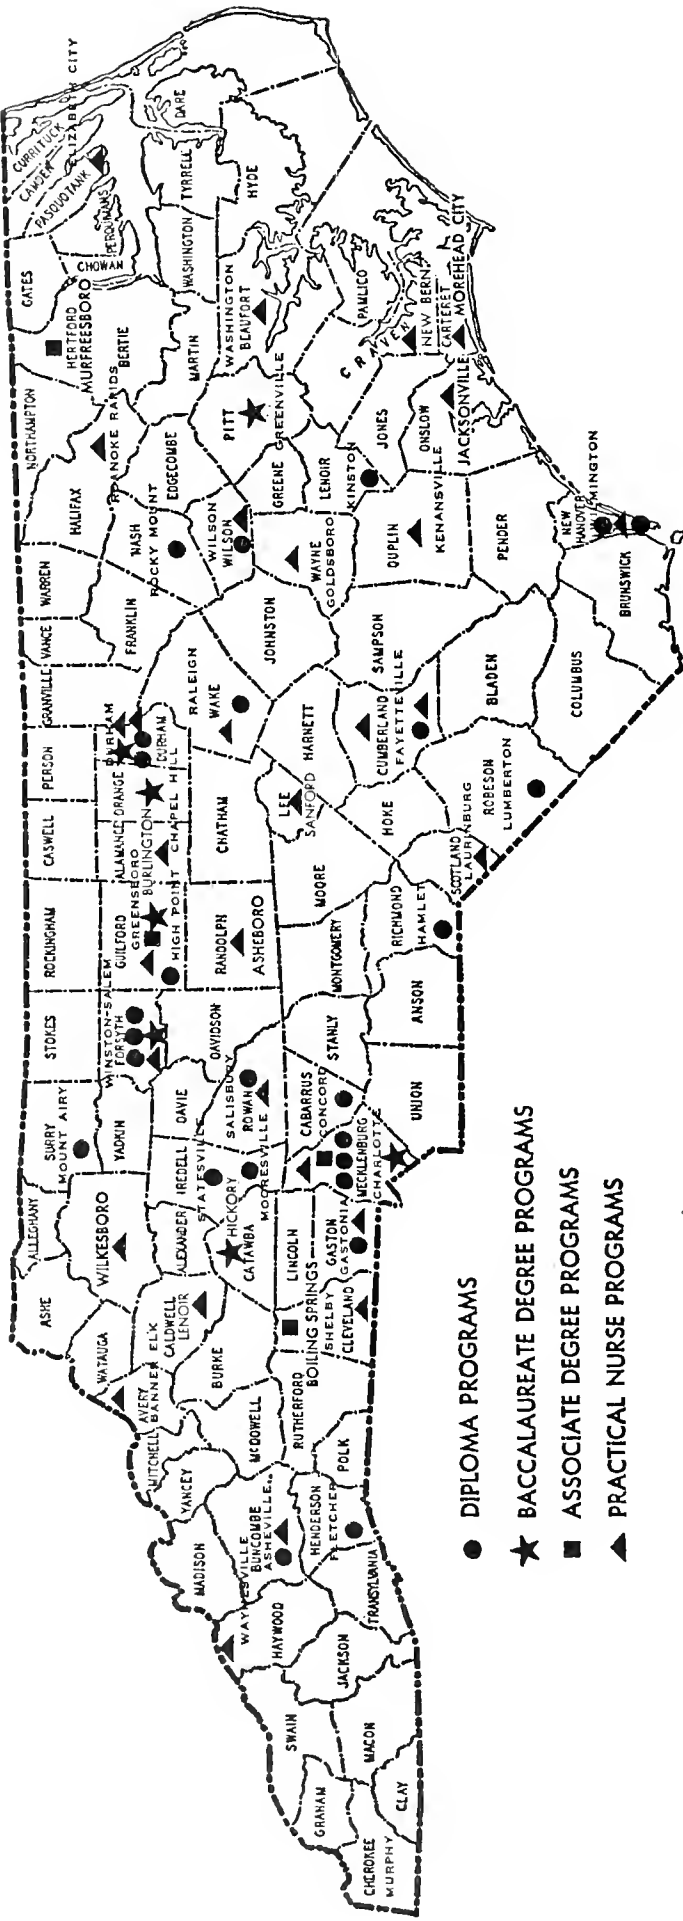 ASHE
ALLEGHANY
SURRY
MOUNT AIRY
STOKES
ROCKINGHAM
CASWELL
PERSON
GRANVILLE
VANCE
WARREN
NORTHAMPTON
GATES
CURRITUCK
CAMDEN
PASQUOTANK
ELIZABETH CITY
PERQUIMANS
CHOWAN
HERTFORD
MURFREESBORO
BERTIE
HALIFAX
ROANOKE RAPIDS
WATAUGA
WILKESBORO
YADKIN
WINSTON-SALEM
FORSYTH
GUILFORD
GREENSBORO
HIGH POINT
ALAMANCE
BURLINGTON
ORANGE
CHAPEL HILL
DURHAM
DURHAM
FRANKLIN
NASH
ROCKY MOUNT
EDGECOMBE
MARTIN
WASHINGTON
TYRRELL
DARE
MITCHELL
AVERY
BANNER ELK
CALDWELL
LENOIR
ALEXANDER
IREDELL
STATESVILLE
DAVIE
DAVIDSON
RANDOLPH
ASHEBORO
CHATHAM
RALEIGH
WAKE
WILSON
WILSON
PITT
GREENVILLE
WASHINGTON
BEAUFORT
HYDE
MADISON
YANCEY
McDOWELL
BURKE
HICKORY
CATAWBA
SALISBURY
ROWAN
MOORESVILLE
JOHNSTON
GREENE
WAYNE
GOLDSBORO
LENOIR
KINSTON
CRAVEN
NEW BERN
PAMLICO
WAYNESVILLE
HAYWOOD
BUNCOMBE
ASHEVILLE
RUTHERFORD
BOILING SPRINGS
SHELBY
CLEVELAND
LINCOLN
GASTON
GASTONIA
MECKLENBURG
CHARLOTTE
CABARRUS
CONCORD
STANLY
MONTGOMERY
MOORE
LEE
SANFORD
HARNETT
SWAIN
JACKSON
HENDERSON
FLETCHER
POLK
TRANSYLVANIA
GRAHAM
CHEROKEE
MURPHY
CLAY
MACON
UNION
ANSON
RICHMOND
HAMLET
SCOTLAND
LAURINBURG
HOKE
CUMBERLAND
FAYETTEVILLE
SAMPSON
DUPLIN
KENANSVILLE
JONES
ONSLOW
JACKSONVILLE
CARTERET
MOREHEAD CITY
ROBESON
LUMBERTON
BLADEN
PENDER
COLUMBUS
BRUNSWICK
NEW
HANOVER
MINGTON
DIPLOMA PROGRAMS
BACCALAUREATE DEGREE PROGRAMS
ASSOCIATE DEGREE PROGRAMS
PRACTICAL NURSE PROGRAMS